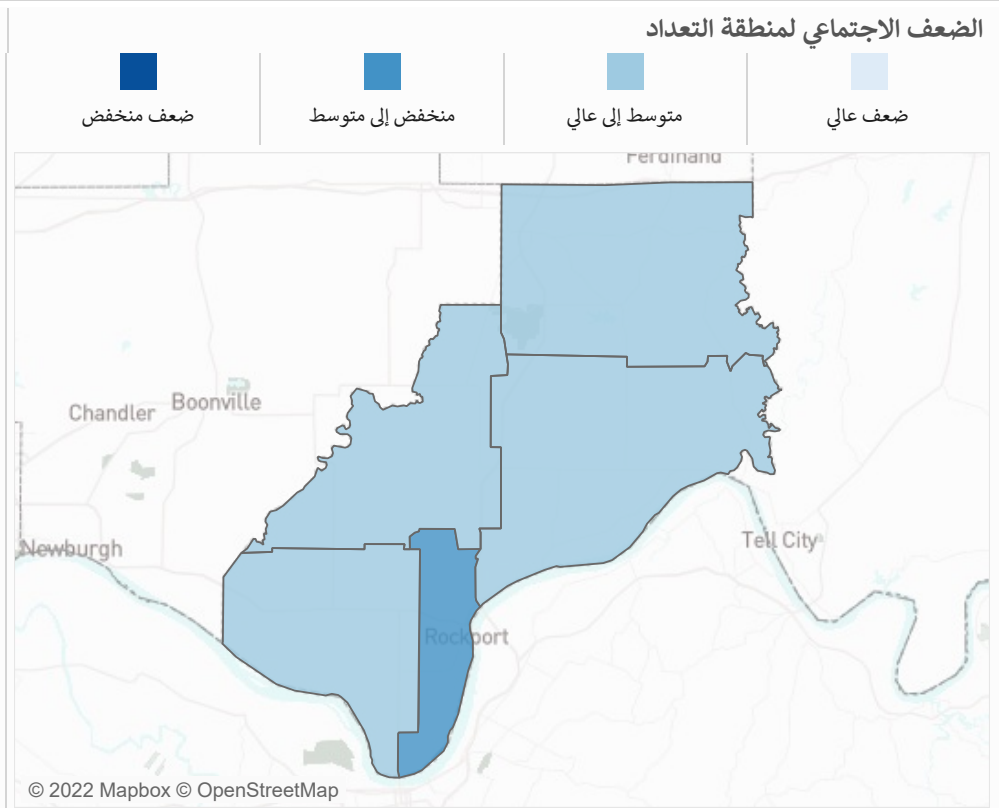 الضعف الاجتماعي لمنطقة التعداد
ضعف عالي
متوسط إلى عالي
منخفض إلى متوسط
ضعف منخفض
Ferdinand
Boonville
Chandler
Newburgh
Tell City
Rockport
© 2022 Mapbox © OpenStreetMap